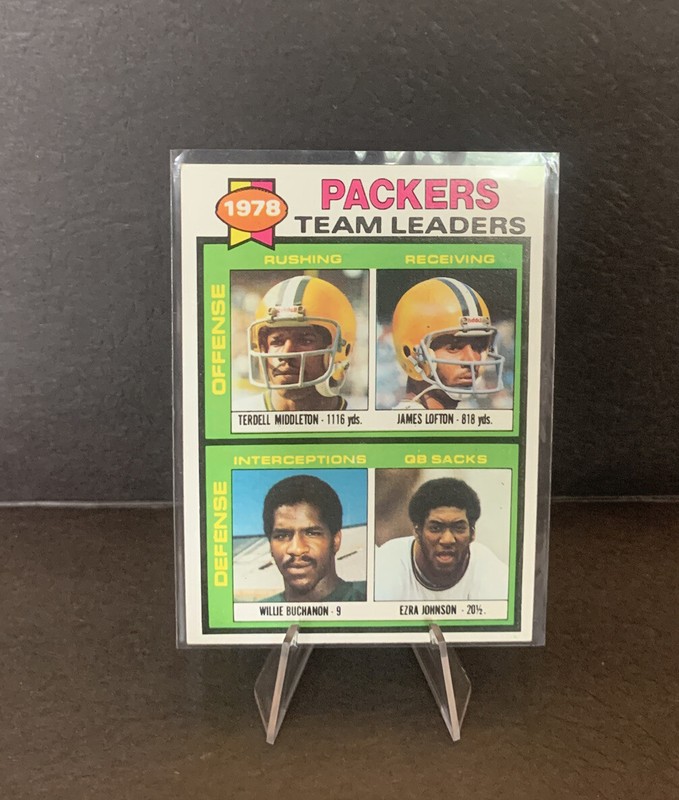 1978
PACKERS
TEAM LEADERS
OFFENSE
RUSHING
RECEIVING
TERDELL MIDDLETON - 1116 yds.
JAMES LOFTON - 818 yds.
DEFENSE
INTERCEPTIONS
QB SACKS
WILLIE BUCHANON - 9
EZRA JOHNSON - 20½.